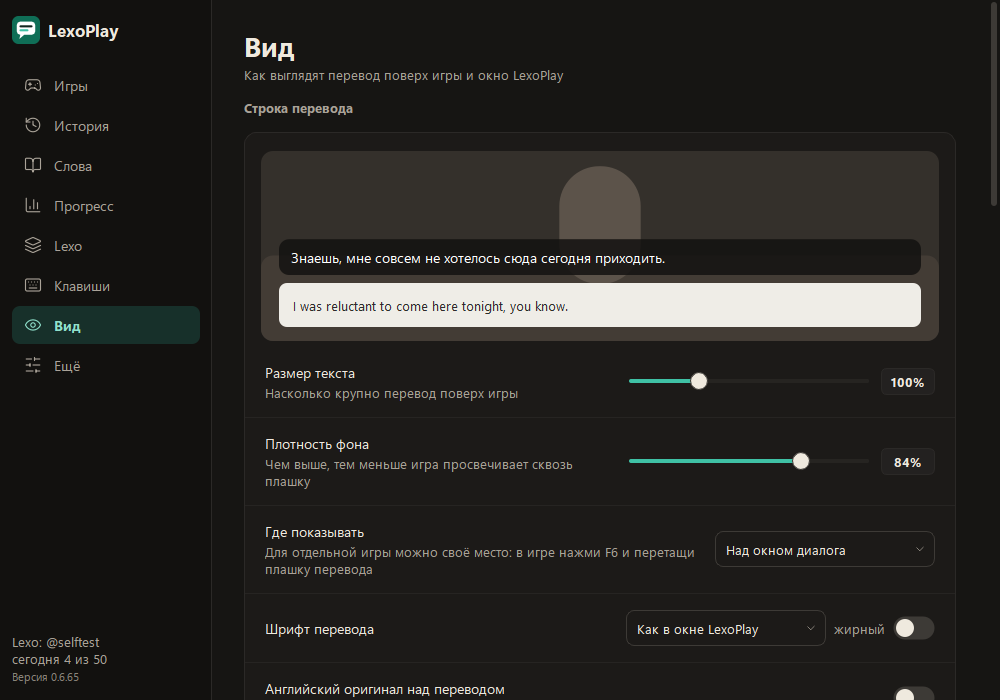 LexoPlay
Игры
История
Слова
Прогресс
Lexo
Клавиши
Вид
Ещё
Lexo: @selftest
сегодня 4 из 50
Версия 0.6.65
Вид
Как выглядят перевод поверх игры и окно LexoPlay
Строка перевода
Знаешь, мне совсем не хотелось сюда сегодня приходить.
I was reluctant to come here tonight, you know.
Размер текста
Насколько крупно перевод поверх игры
100%
Плотность фона
Чем выше, тем меньше игра просвечивает сквозь
плашку
84%
Где показывать
Для отдельной игры можно своё место: в игре нажми F6 и перетащи
плашку перевода
Над окном диалога
Шрифт перевода
Как в окне LexoPlay
жирный
Английский оригинал над переводом